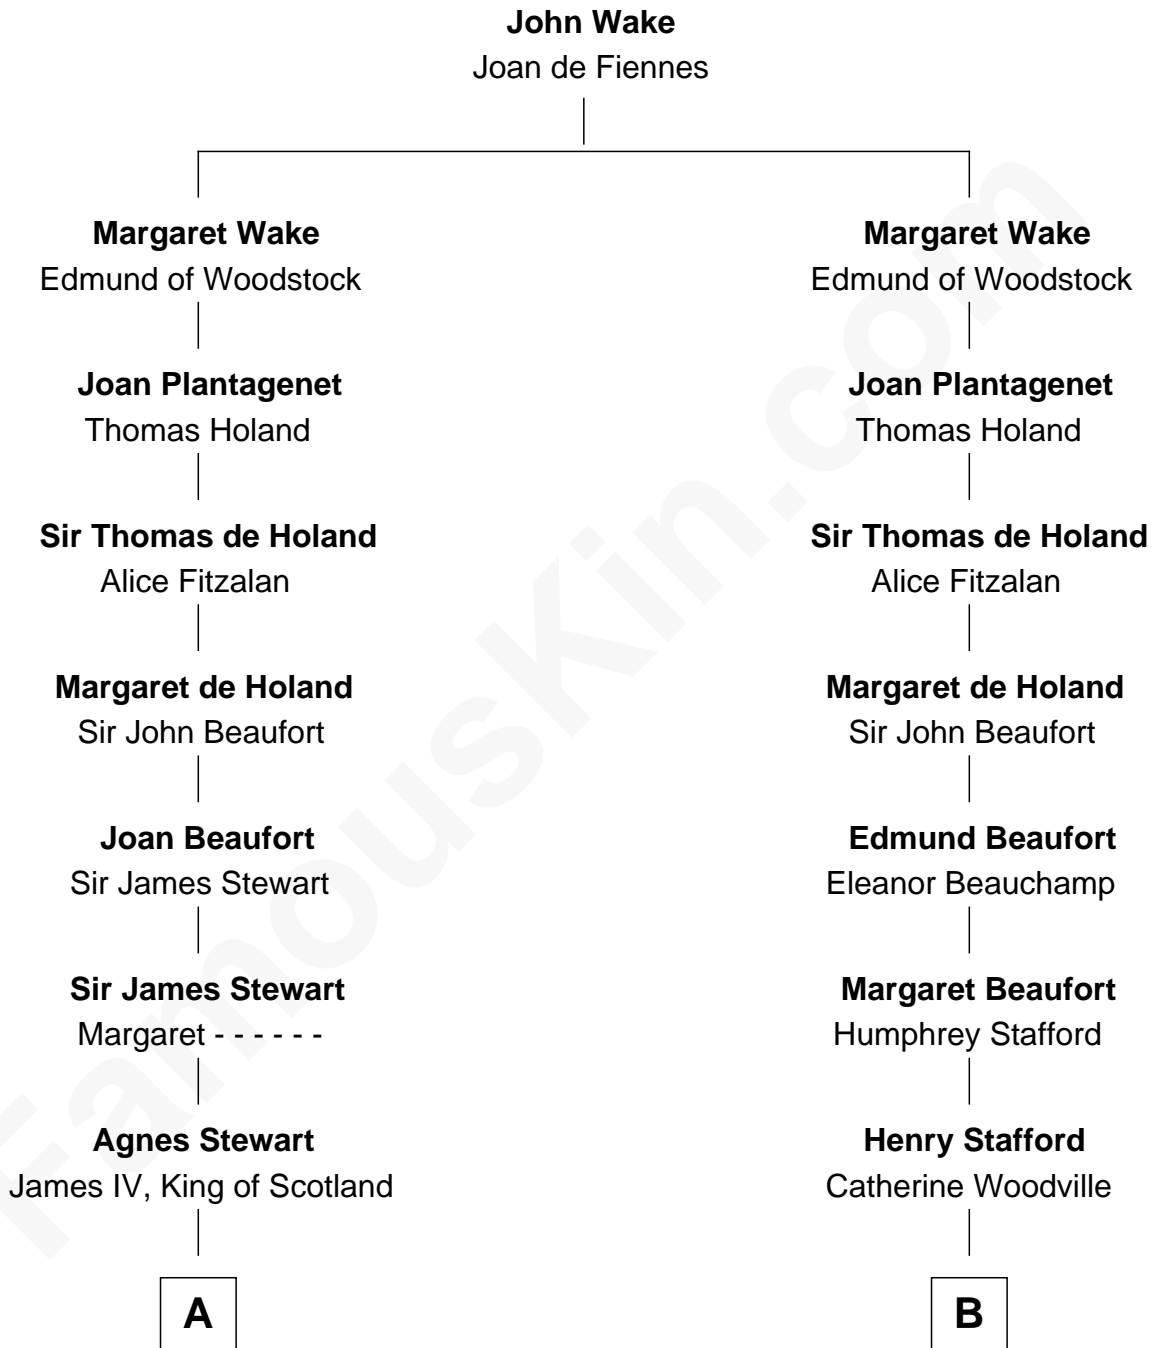 John Wake
Joan de Fiennes
Margaret Wake
Edmund of Woodstock
Margaret Wake
Edmund of Woodstock
Joan Plantagenet
Thomas Holand
Joan Plantagenet
Thomas Holand
Sir Thomas de Holand
Alice Fitzalan
Sir Thomas de Holand
Alice Fitzalan
Margaret de Holand
Sir John Beaufort
Margaret de Holand
Sir John Beaufort
Joan Beaufort
Sir James Stewart
Edmund Beaufort
Eleanor Beauchamp
Sir James Stewart
Margaret - - - - - -
Margaret Beaufort
Humphrey Stafford
Agnes Stewart
James IV, King of Scotland
Henry Stafford
Catherine Woodville
A
B
FamousKin.com